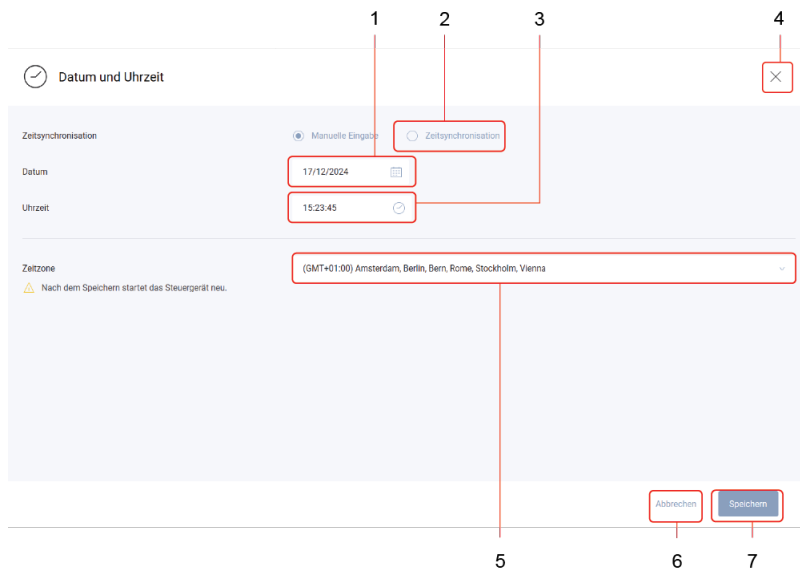 1 2 3 4
Datum und Uhrzeit
Zeitsynchronisation Manuelle Eingabe Zeitsynchronisation
Datum 17/12/2024
Uhrzeit 15:23:45
Zeitzone (GMT+01:00) Amsterdam, Berlin, Bern, Rome, Stockholm, Vienna
Nach dem Speichern startet das Steuergerät neu.
Abbrechen Speichern
5 6 7